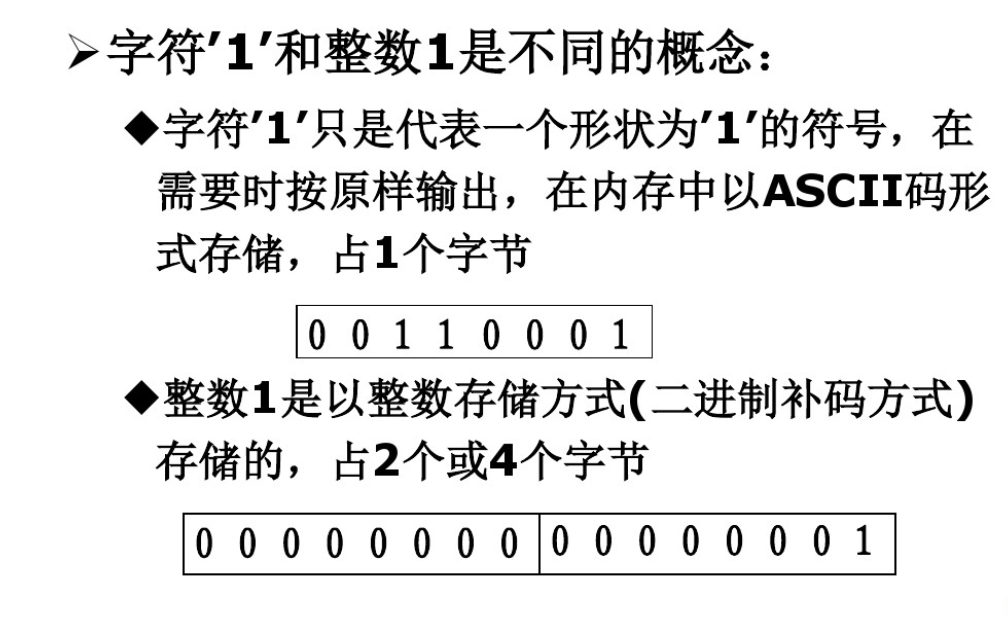 ➢字符'1'和整数1是不同的概念：
◆字符'1'只是代表一个形状为'1'的符号，在
需要时按原样输出，在内存中以ASCII码形
式存储，占1个字节
0 0 1 1 0 0 0 1
◆整数1是以整数存储方式(二进制补码方式)
存储的，占2个或4个字节
0 0 0 0 0 0 0 0 0 0 0 0 0 0 0 1